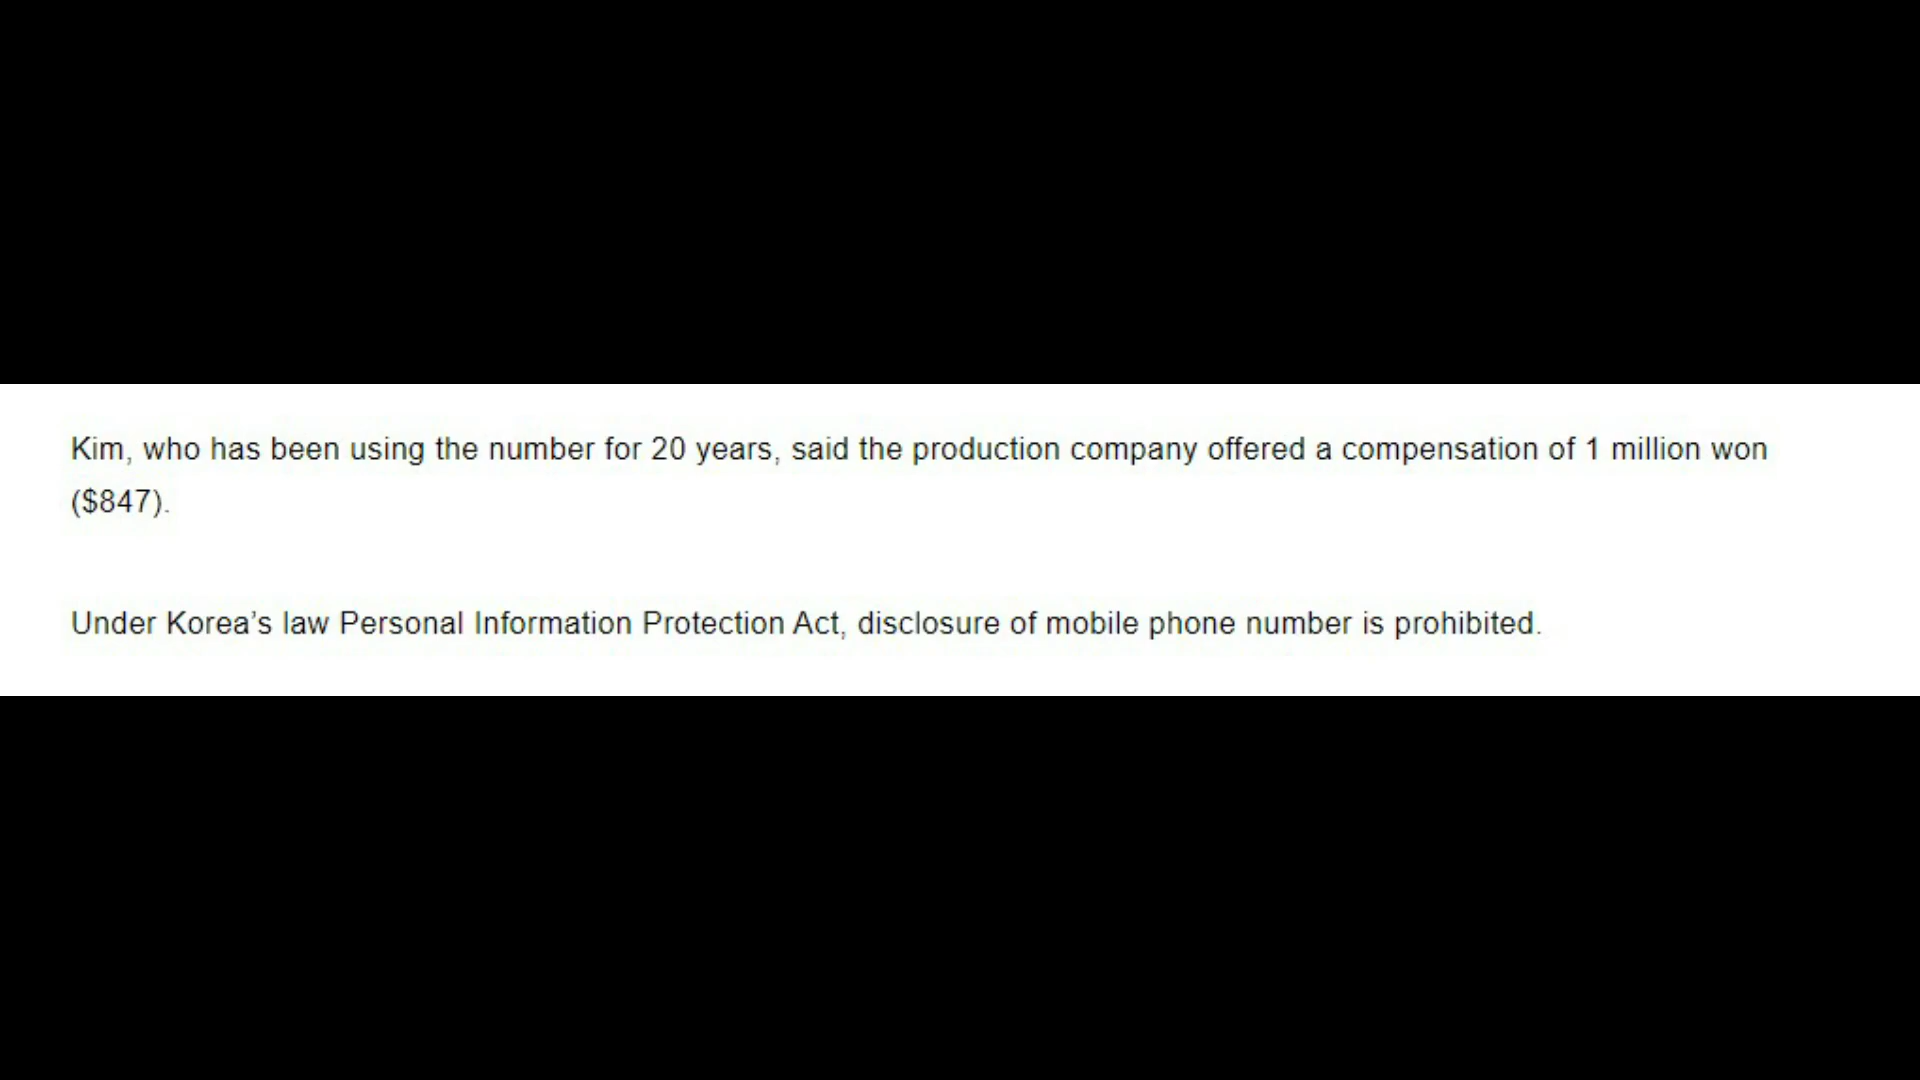 Kim, who has been using the number for 20 years, said the production company offered a compensation of 1 million won
($847).
Under Korea’s law Personal Information Protection Act, disclosure of mobile phone number is prohibited.